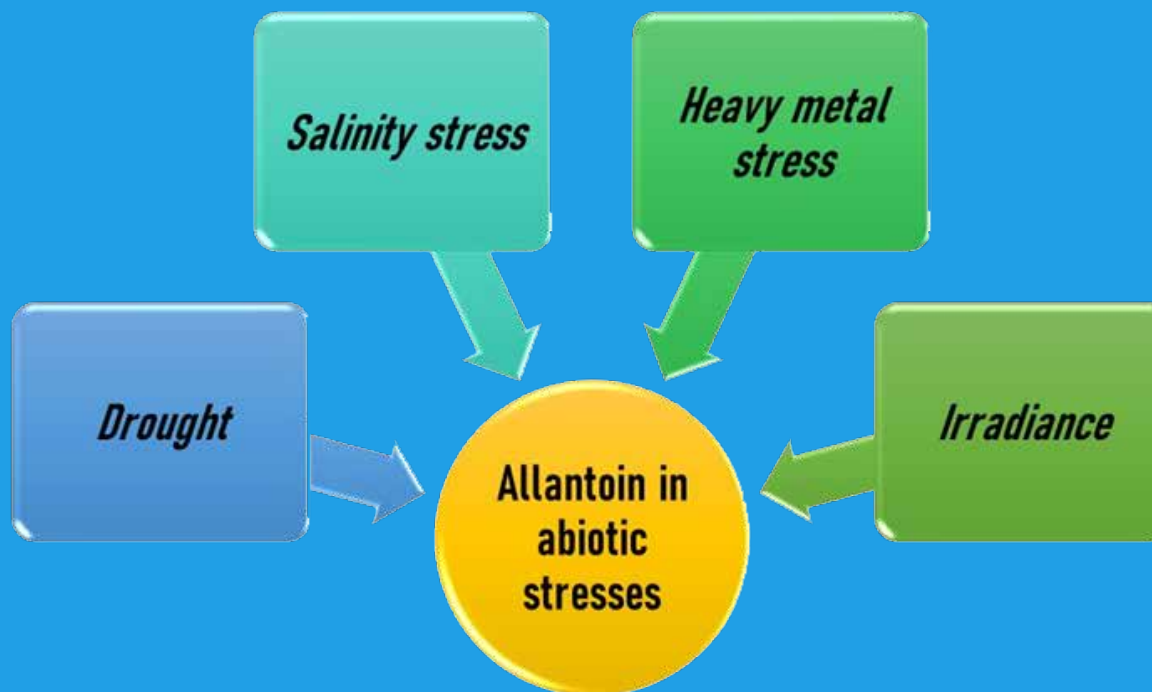 Salinity stress
Heavy metal
stress
Drought
Irradiance
Allantoin in
abiotic
stresses